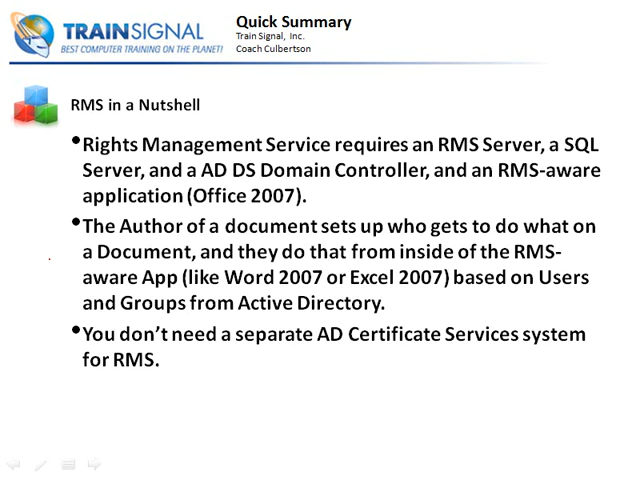 TRAINSIGNAL
BEST COMPUTER TRAINING ON THE PLANET!
Quick Summary
Train Signal, Inc.
Coach Culbertson
RMS in a Nutshell
•Rights Management Service requires an RMS Server, a SQL
Server, and a AD DS Domain Controller, and an RMS-aware
application (Office 2007).
•The Author of a document sets up who gets to do what on
a Document, and they do that from inside of the RMS-
aware App (like Word 2007 or Excel 2007) based on Users
and Groups from Active Directory.
•You don’t need a separate AD Certificate Services system
for RMS.